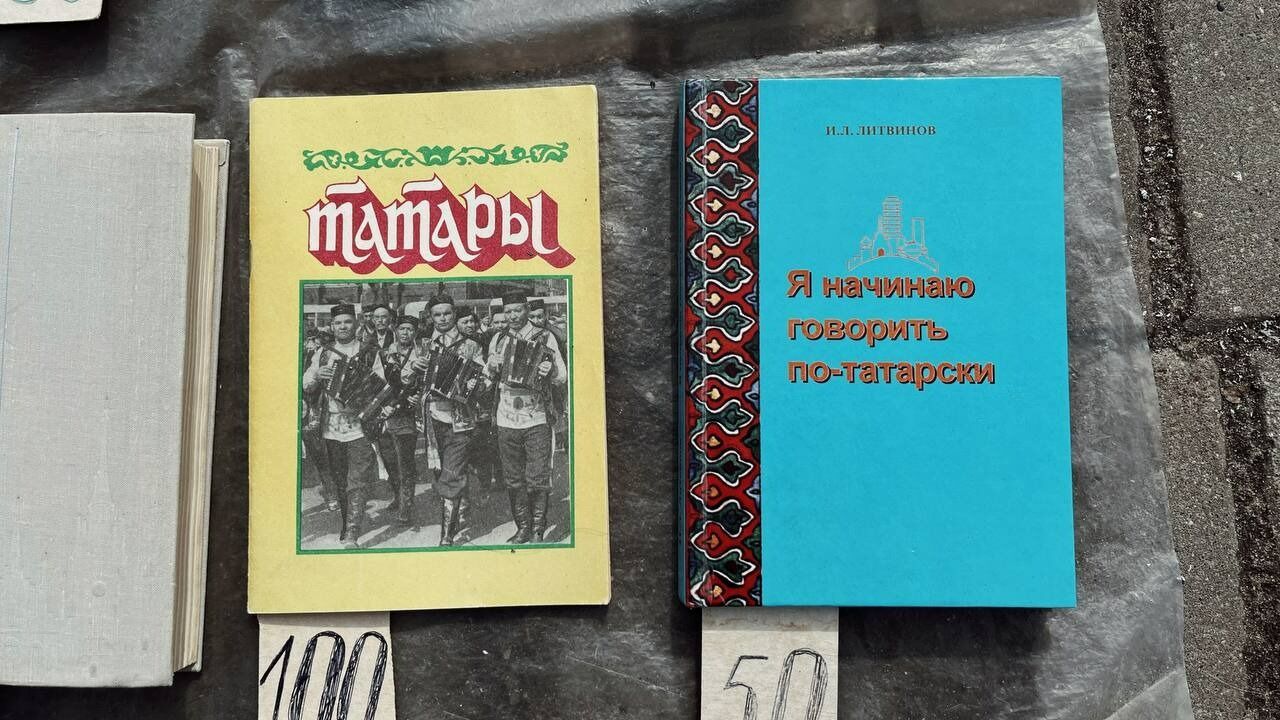 татары
100
И.Л. ЛИТВИНОВ
Я начинаю
говорить
по-татарски
50